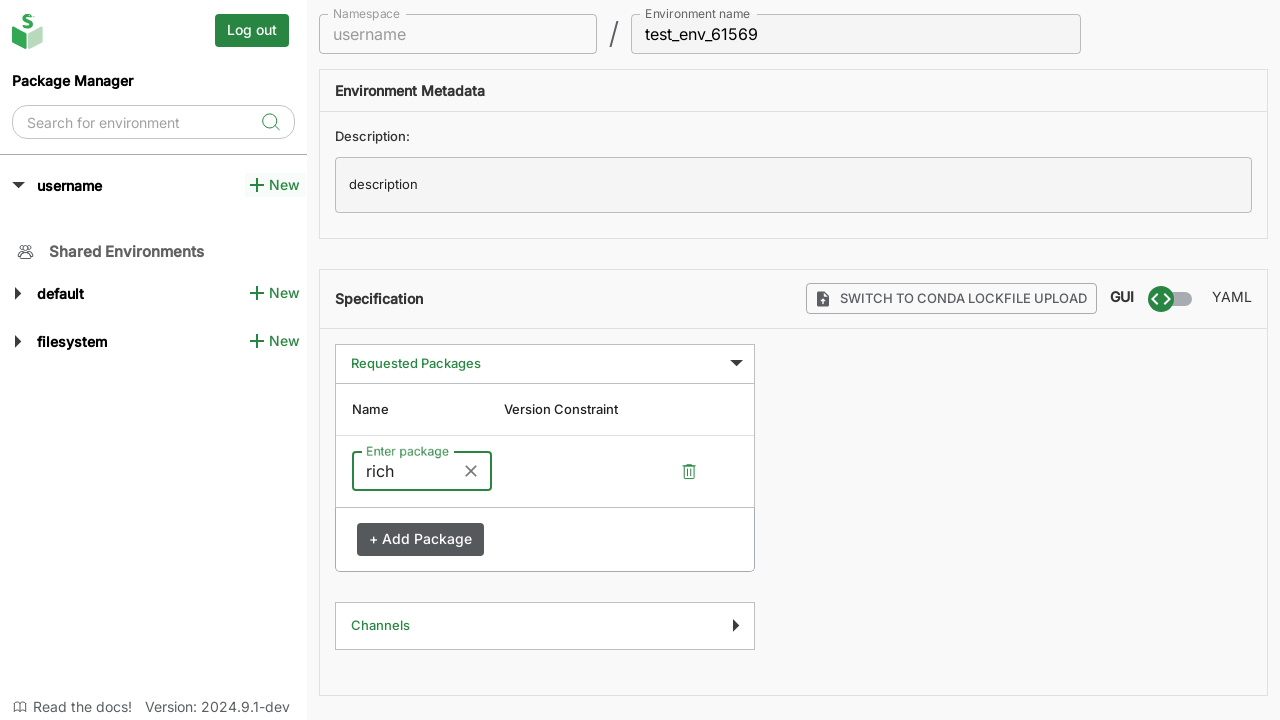 Log out
Package Manager
Search for environment
username
New
Shared Environments
default
New
filesystem
New
Read the docs!
Version: 2024.9.1-dev
Namespace
username
/
Environment name
test_env_61569
Environment Metadata
Description:
description
Specification
SWITCH TO CONDA LOCKFILE UPLOAD
GUI
YAML
Requested Packages
Name
Version Constraint
Enter package
rich
+ Add Package
Channels